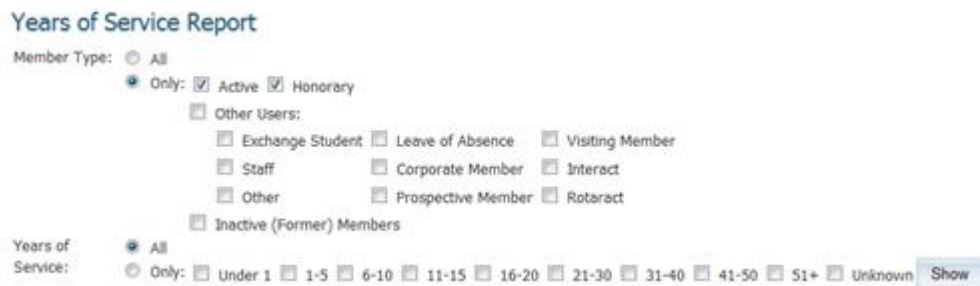 Years of Service Report
Member Type: All
Only: Active Honorary
Other Users:
Exchange Student Leave of Absence Visiting Member
Staff Corporate Member Interact
Other Prospective Member Rotaract
Inactive (Former) Members
Years of All
Service: Only: Under 1 1-5 6-10 11-15 16-20 21-30 31-40 41-50 51+ Unknown Show